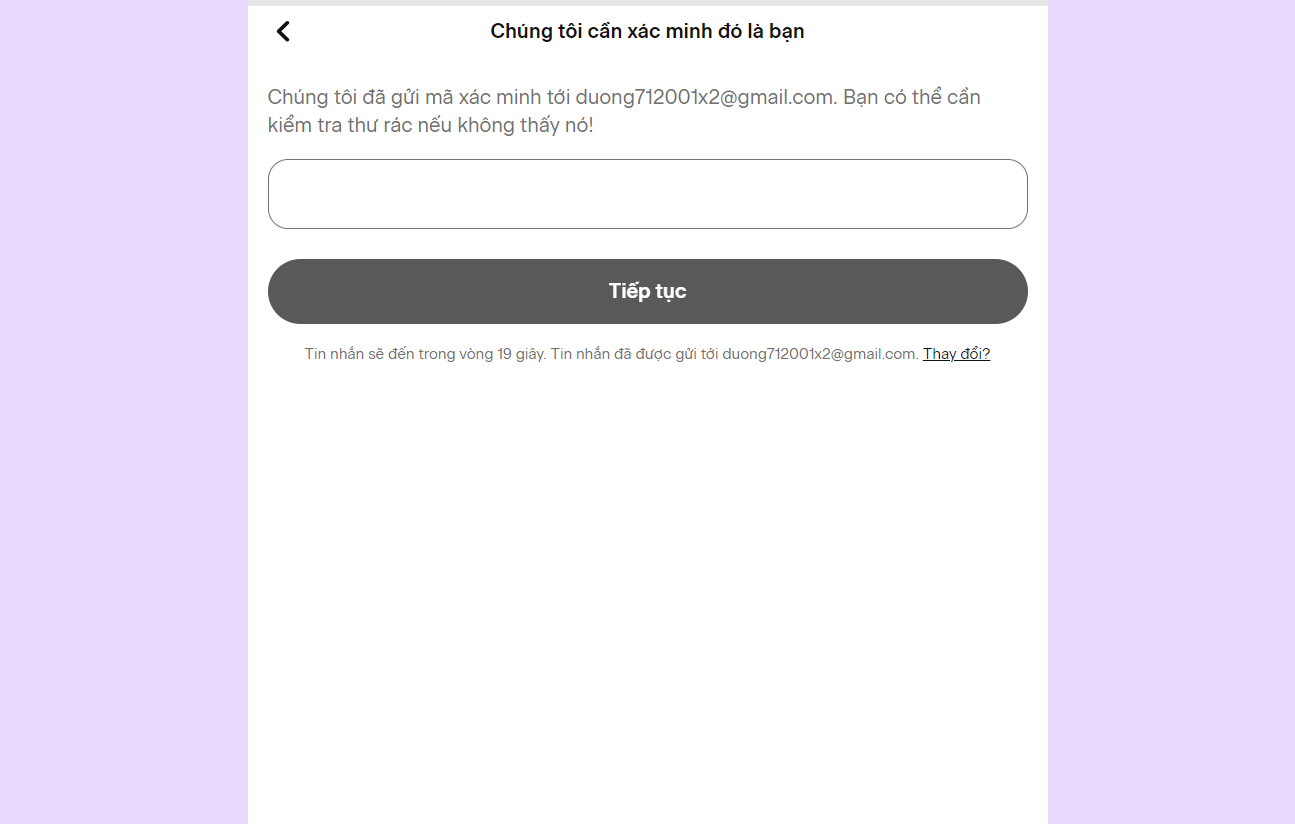 Chúng tôi cần xác minh đó là bạn
Chúng tôi đã gửi mã xác minh tới duong712001x2@gmail.com. Bạn có thể cần
kiểm tra thư rác nếu không thấy nó!
Tiếp tục
Tin nhắn sẽ đến trong vòng 19 giây. Tin nhắn đã được gửi tới duong712001x2@gmail.com. Thay đổi?